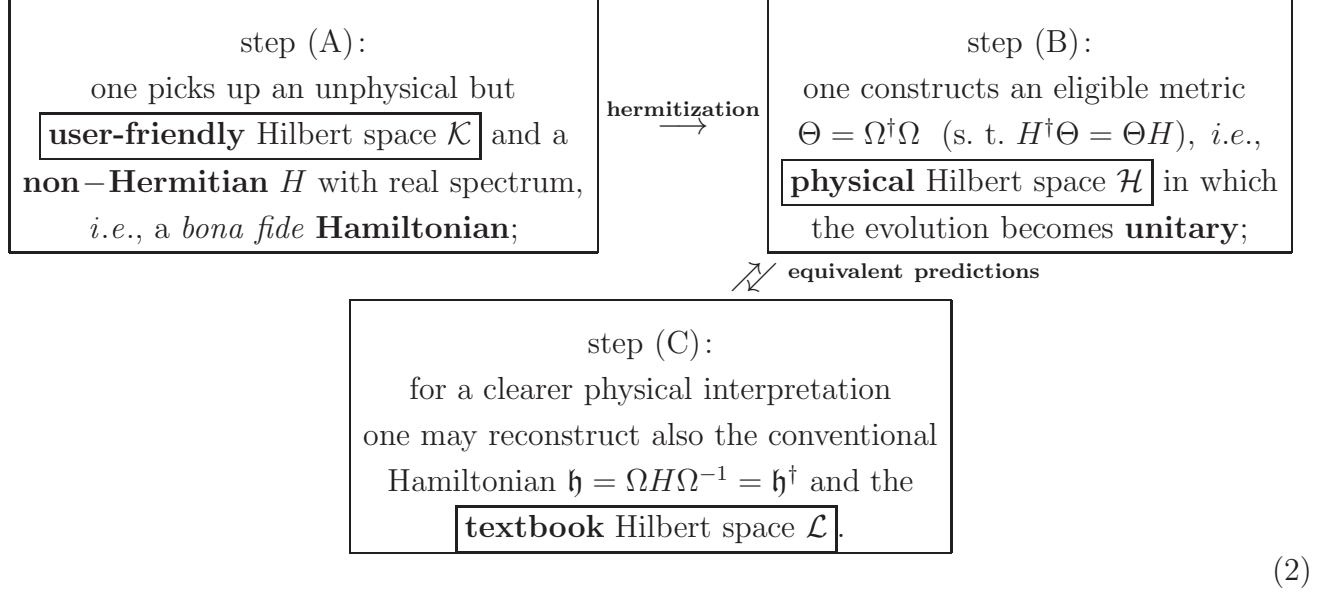 step (A):
one picks up an unphysical but
user-friendly Hilbert space 𝒦 and a
non−Hermitian H with real spectrum,
i.e., a bona fide Hamiltonian;
hermitization
⟶
step (B):
one constructs an eligible metric
Θ = Ω†Ω (s. t. H†Θ = ΘH), i.e.,
physical Hilbert space ℋ in which
the evolution becomes unitary;
↗↙ equivalent predictions
step (C):
for a clearer physical interpretation
one may reconstruct also the conventional
Hamiltonian 𝔥 = ΩHΩ⁻¹ = 𝔥† and the
textbook Hilbert space ℒ.
(2)